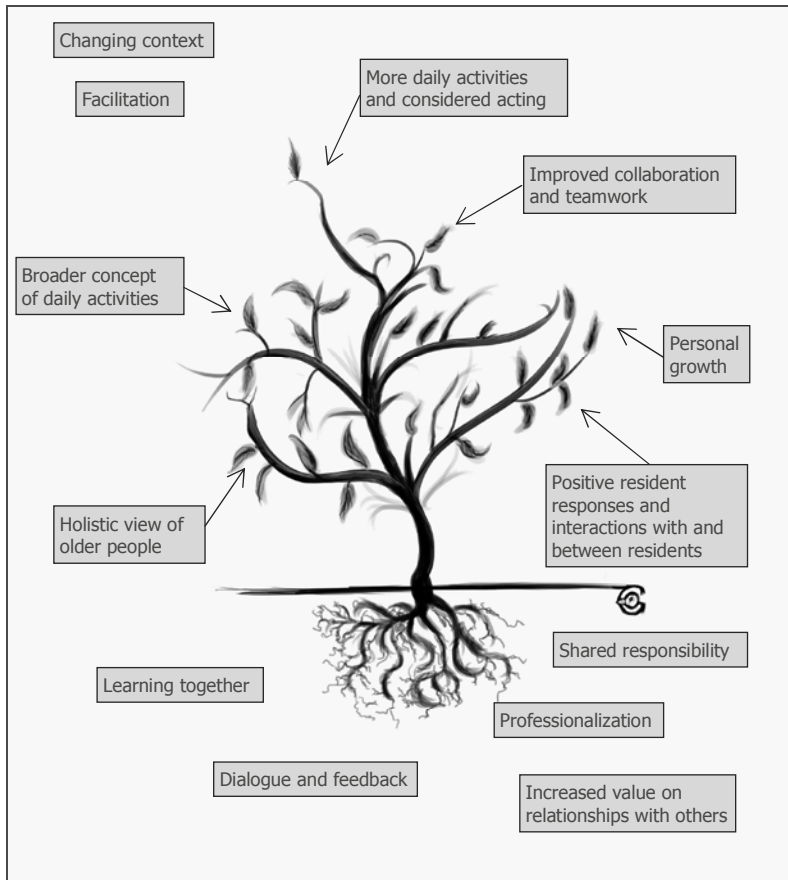 Changing context
Facilitation
More daily activities
and considered acting
Improved collaboration
and teamwork
Broader concept
of daily activities
Personal
growth
Positive resident
responses and
interactions with and
between residents
Holistic view of
older people
Shared responsibility
Learning together
Professionalization
Dialogue and feedback
Increased value on
relationships with others